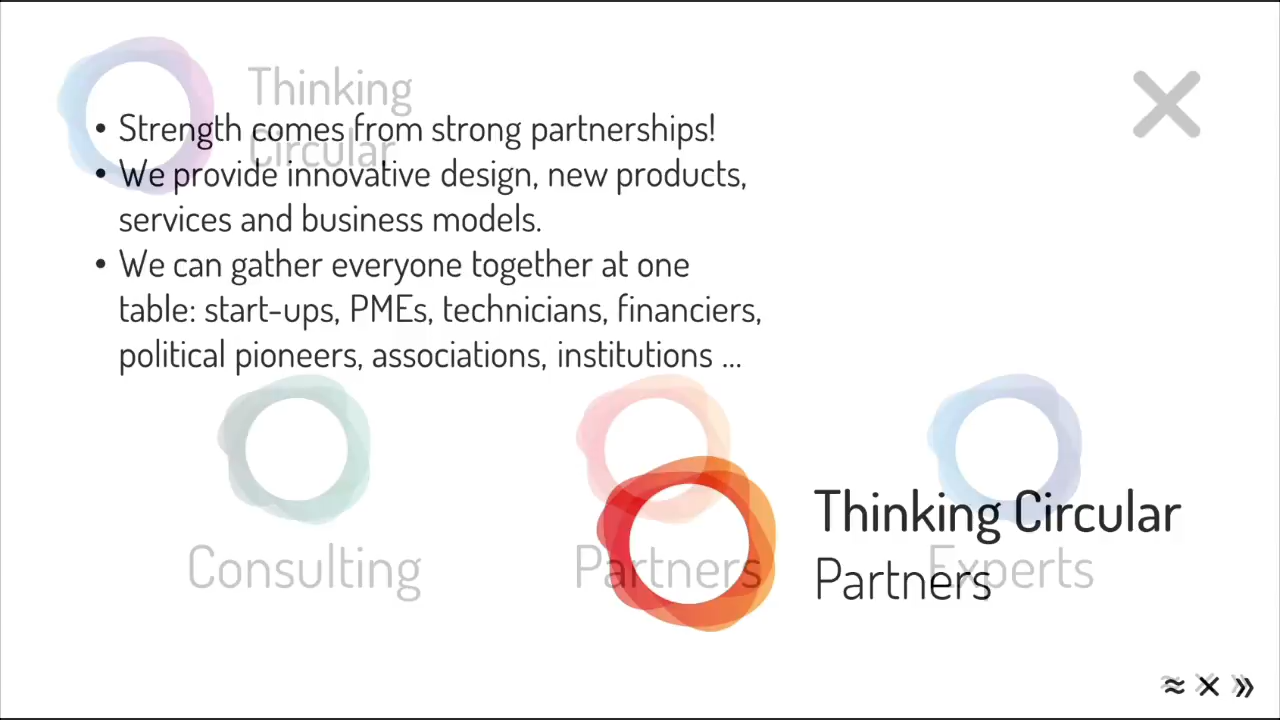 Thinking
Circular
• Strength comes from strong partnerships!
• We provide innovative design, new products,
services and business models.
• We can gather everyone together at one
table: start-ups, PMEs, technicians, financiers,
political pioneers, associations, institutions ...
Consulting
Partners
Experts
Thinking Circular
Partners